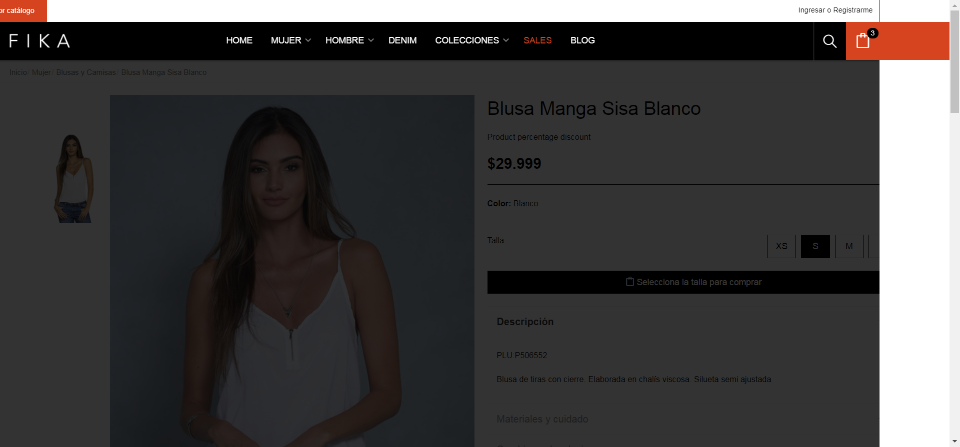 or catálogo
Ingresar o Registrarme
FIKA
HOME
MUJER
HOMBRE
DENIM
COLECCIONES
SALES
BLOG
3
Inicio Mujer Blusas y Camisas Blusa Manga Sisa Blanco
Blusa Manga Sisa Blanco
Product percentage discount
$29.999
Color: Blanco
Talla
XS
S
M
Selecciona la talla para comprar
Descripción
PLU:P508552
Blusa de tiras con cierre. Elaborada en challs viscosa. Silueta semi ajustada
Materiales y cuidado